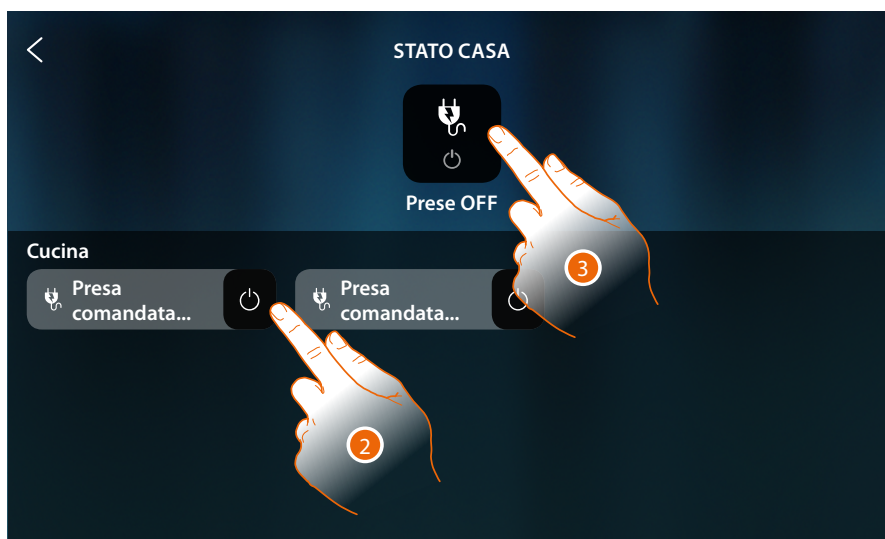 STATO CASA
Prese OFF
Cucina
Presa
comandata...
Presa
comandata...
3
2